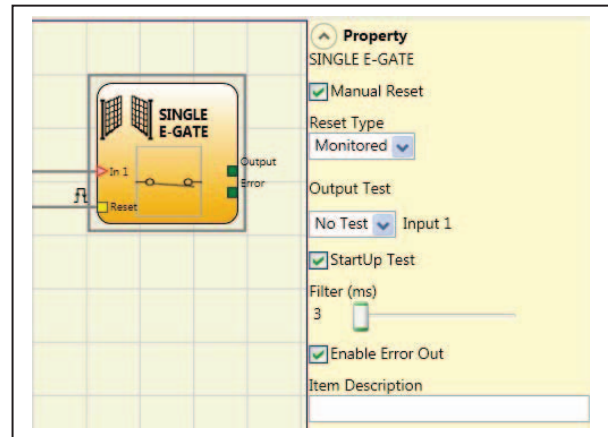 SINGLE
E-GATE
In 1
Output
Error
Reset
Property
SINGLE E-GATE
Manual Reset
Reset Type
Monitored
Output Test
No Test Input 1
StartUp Test
Filter (ms)
3
Enable Error Out
Item Description